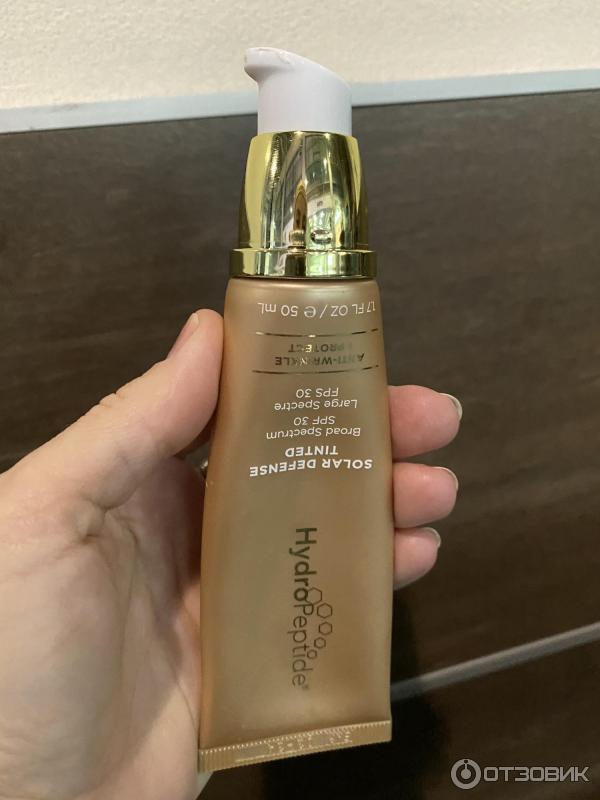 HydroPeptide®
SOLAR DEFENSE
TINTED
Broad Spectrum
SPF 30
Large Spectre
FPS 30
ANTI-WRINKLE
+ PROTECT
1.7 FL OZ / ℮ 50 mL
ОТЗОВИК